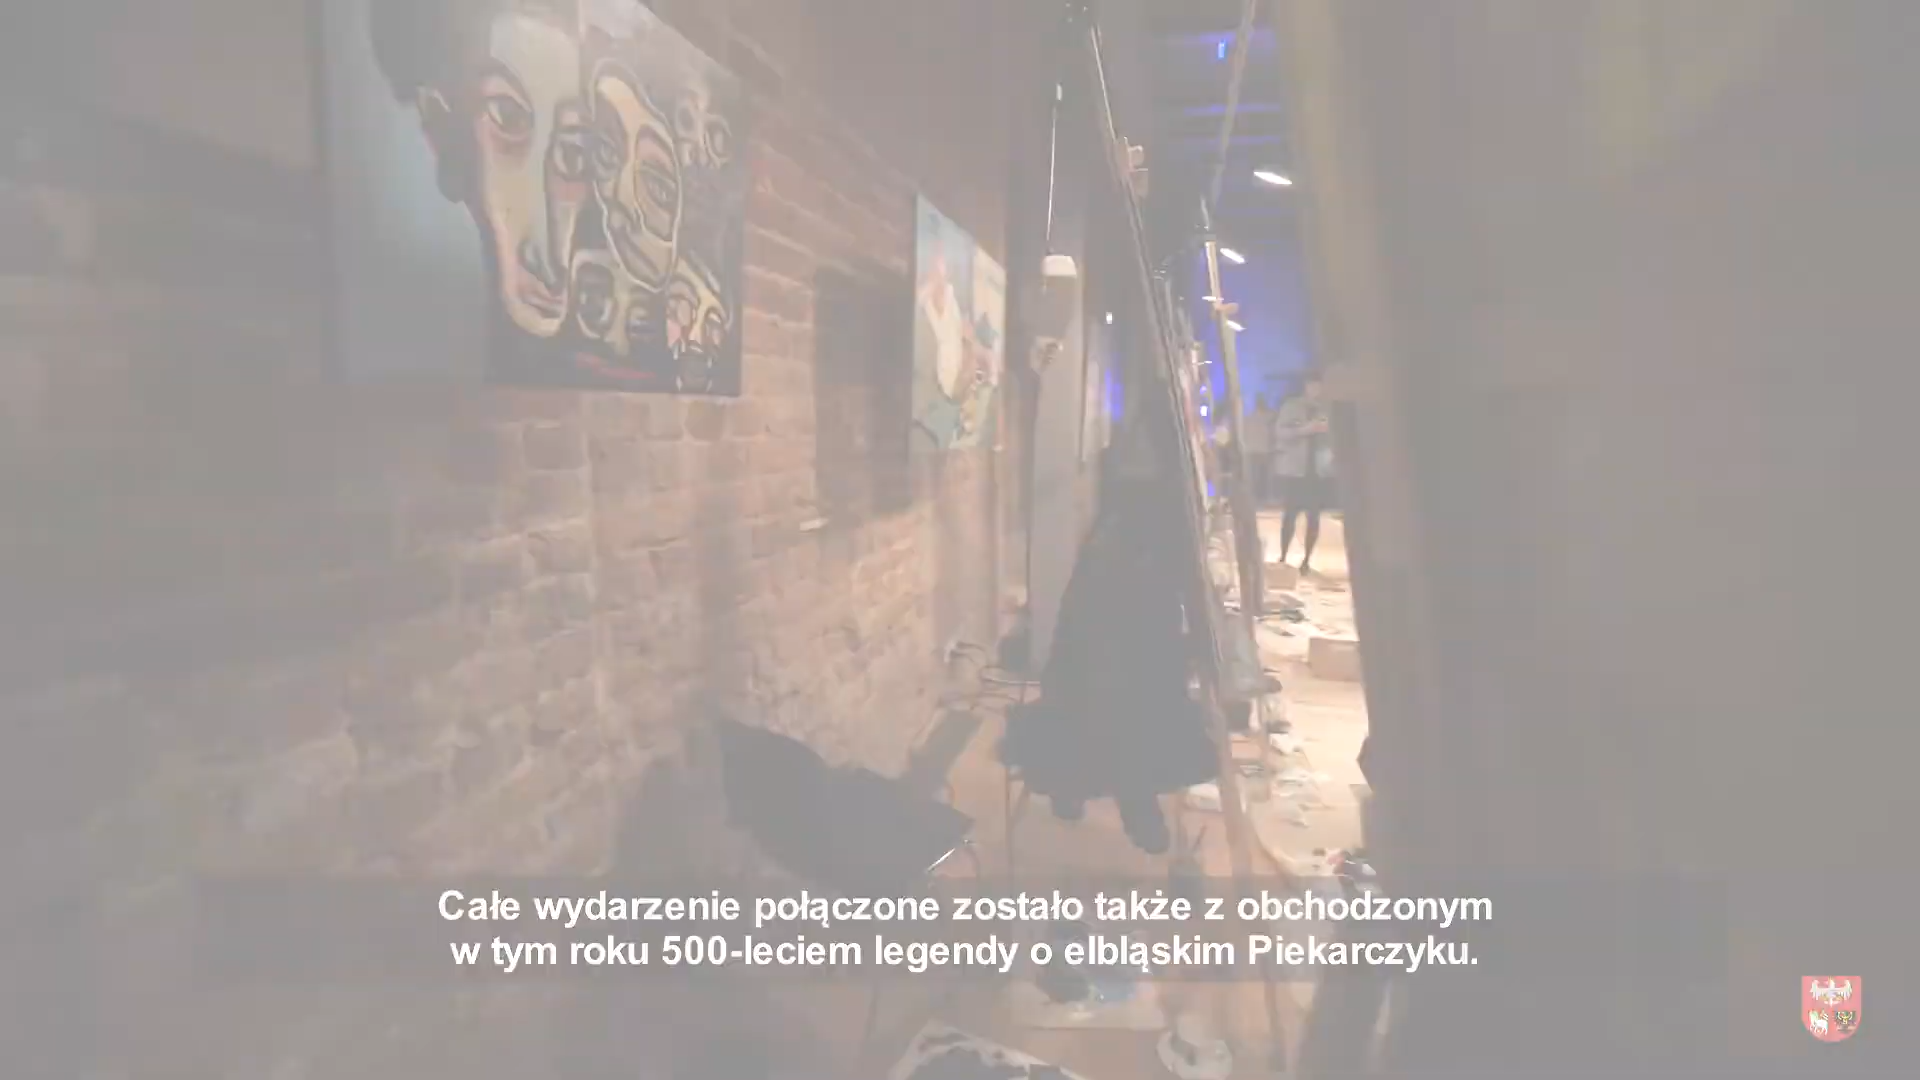 Całe wydarzenie połączone zostało także z obchodzonym
w tym roku 500-leciem legendy o elbląskim Piekarczyku.